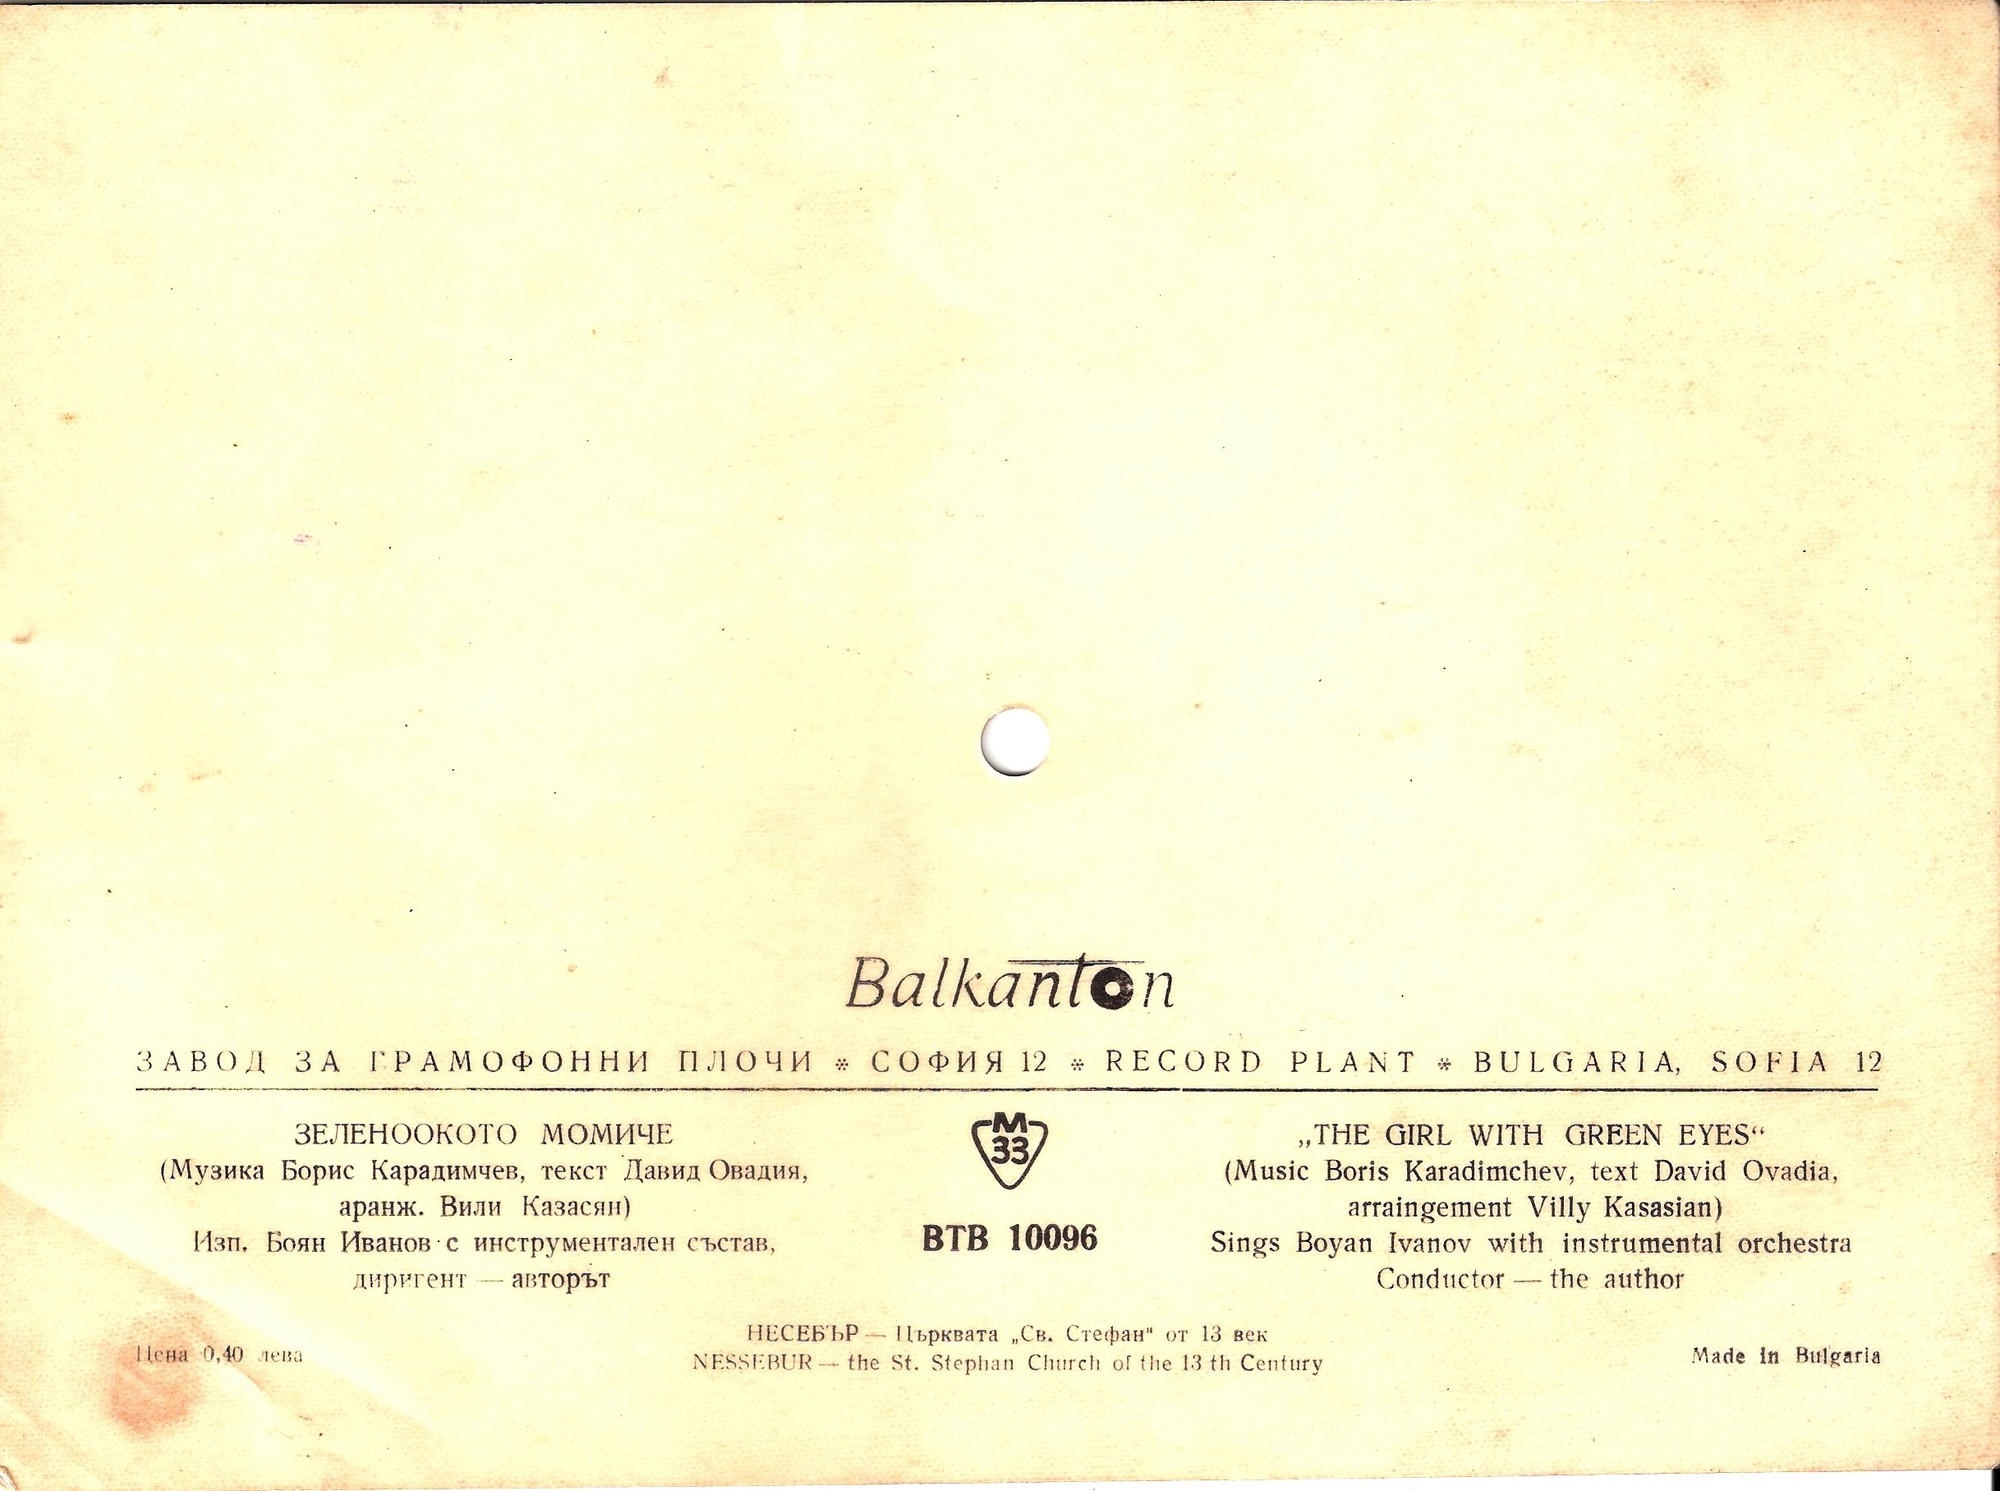 Balkanton
ЗАВОД ЗА ГРАМОФОННИ ПЛОЧИ * СОФИЯ 12 * RECORD PLANT * BULGARIA, SOFIA 12
ЗЕЛЕНООКОТО МОМИЧЕ
(Музика Борис Карадимчев, текст Давид Овадия,
аранж. Вили Казасян)
Изп. Боян Иванов с инструментален състав,
диригент — авторът
М
33
ВТВ 10096
„THE GIRL WITH GREEN EYES“
(Music Boris Karadimchev, text David Ovadia,
arraingement Villy Kasasian)
Sings Boyan Ivanov with instrumental orchestra
Conductor — the author
Цена 0,40 лева
НЕСЕБЪР — Църквата „Св. Стефан" от 13 век
NESSEBUR — the St. Stephan Church of the 13 th Century
Made in Bulgaria